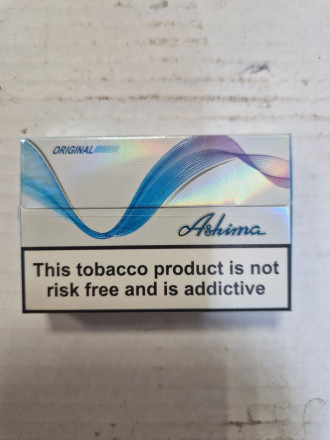 ORIGINAL
Ashima
This tobacco product is not
risk free and is addictive